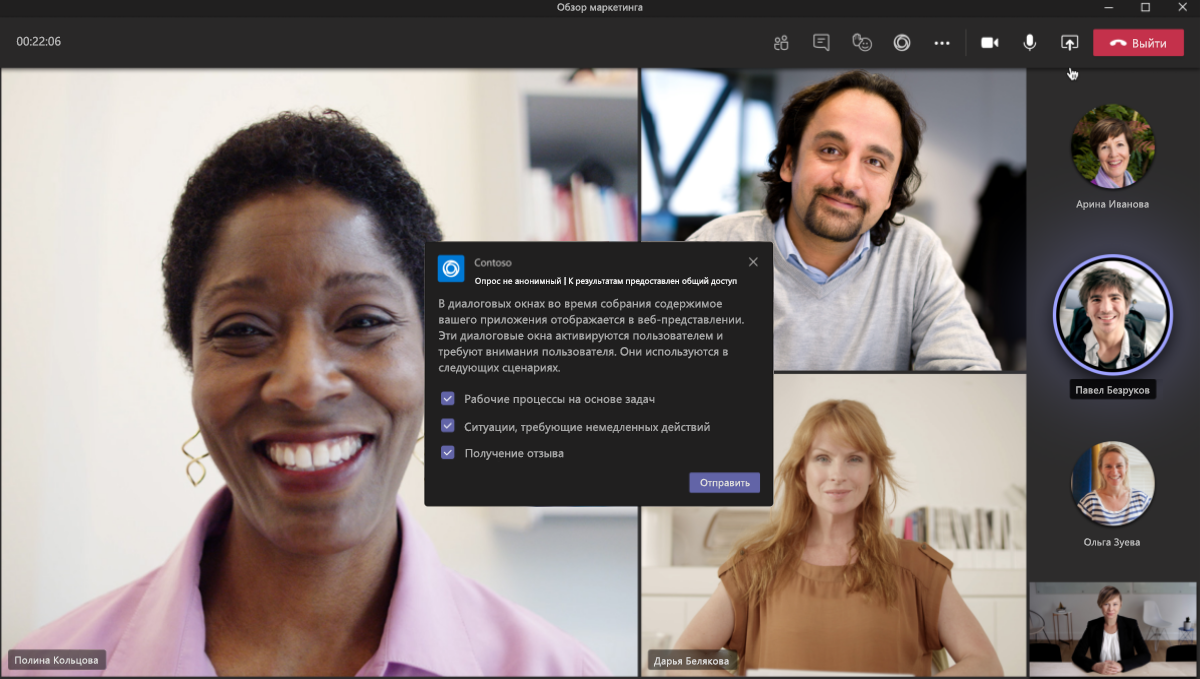 Обзор маркетинга
00:22:06
Выйти
Арина Иванова
Contoso
Опрос не анонимный | К результатам предоставлен общий доступ
В диалоговых окнах во время собрания содержимое
вашего приложения отображается в веб-представлении.
Эти диалоговые окна активируются пользователем и
требуют внимания пользователя. Они используются в
следующих сценариях.
Рабочие процессы на основе задач
Ситуации, требующие немедленных действий
Получение отзыва
Отправить
Павел Безруков
Ольга Зуева
Полина Кольцова
Дарья Белякова